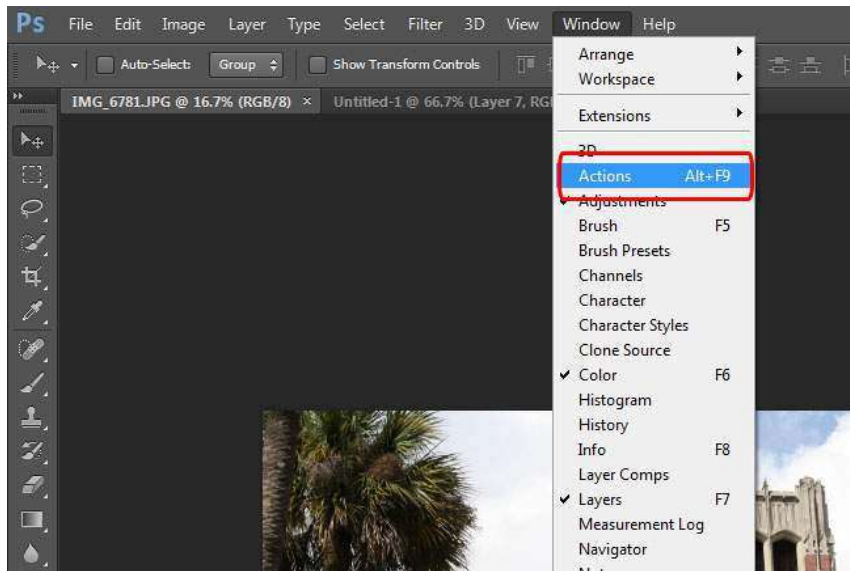 Ps File Edit Image Layer Type Select Filter 3D View Window Help
Auto-Select: Group Show Transform Controls
IMG_6781.JPG @ 16.7% (RGB/8) × Untitled-1 @ 66.7% (Layer 7, RG
Arrange
Workspace
Extensions
3D
Actions Alt+F9
Adjustments
Brush F5
Brush Presets
Channels
Character
Character Styles
Clone Source
Color F6
Histogram
History
Info F8
Layer Comps
Layers F7
Measurement Log
Navigator